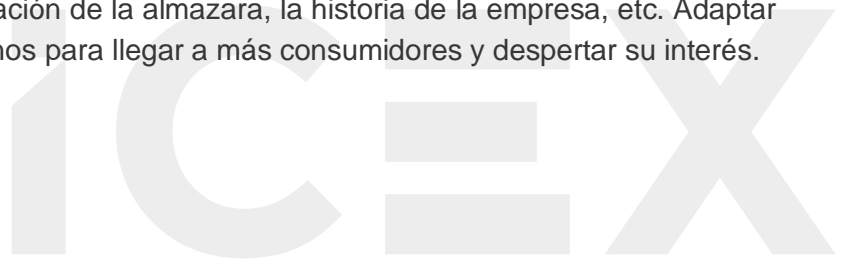 ación de la almazara, la historia de la empresa, etc. Adaptar
para llegar a más consumidores y despertar su interés.
ICEX